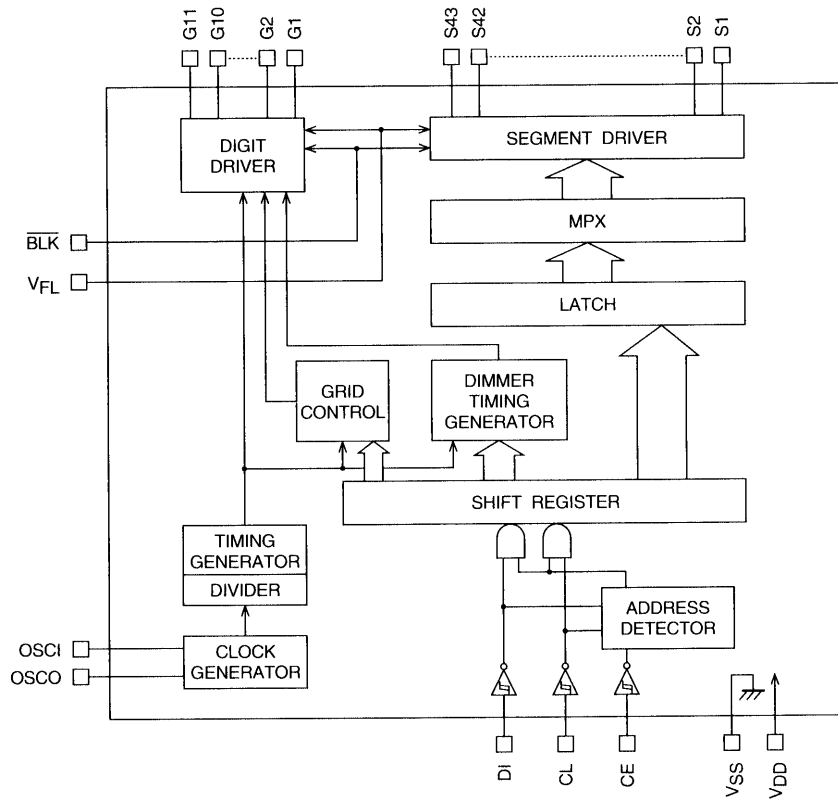 G11
G10
G2
G1
S43
S42
S2
S1
DIGIT
DRIVER
SEGMENT DRIVER
MPX
BLK
VFL
LATCH
GRID
CONTROL
DIMMER
TIMING
GENERATOR
SHIFT REGISTER
TIMING
GENERATOR
DIVIDER
ADDRESS
DETECTOR
OSCI
OSCO
CLOCK
GENERATOR
DI
CL
CE
VSS
VDD